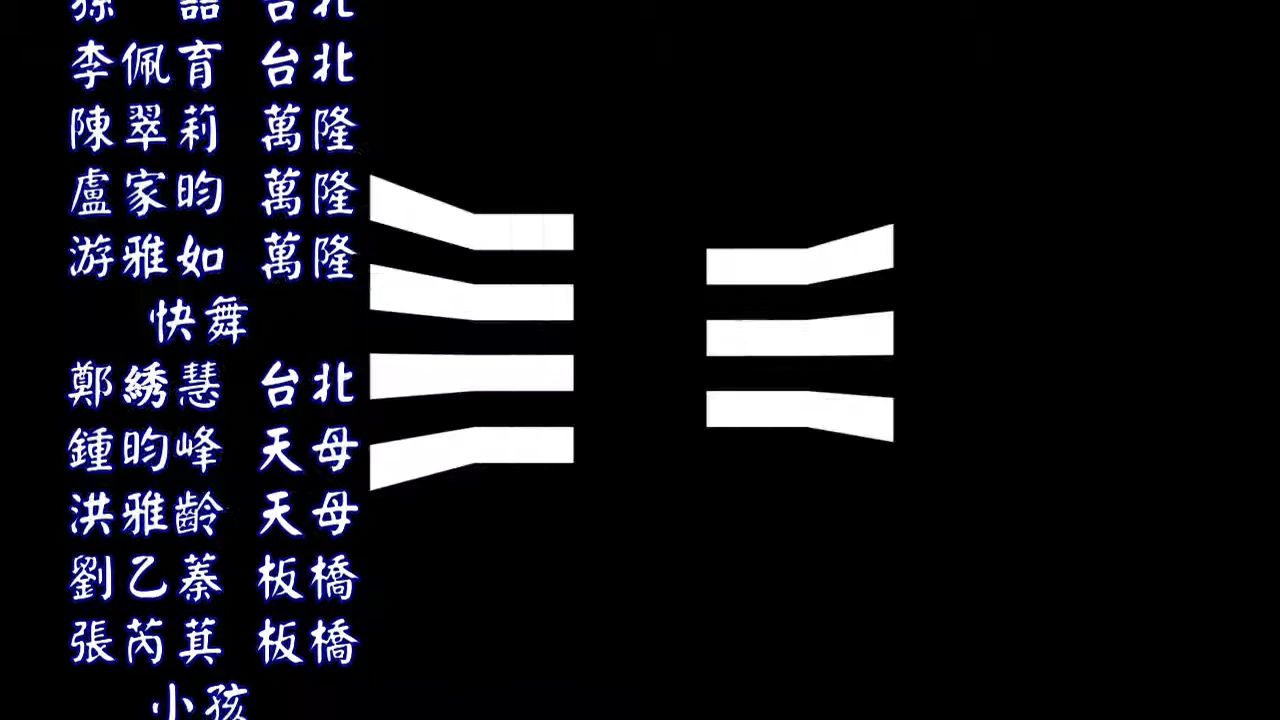 台北
李佩育 台北
陳翠莉 萬隆
盧家昀 萬隆
游雅如 萬隆
快舞
鄭綉慧 台北
鍾昀峰 天母
洪雅齡 天母
劉乙蓁 板橋
張芮萁 板橋
小孩